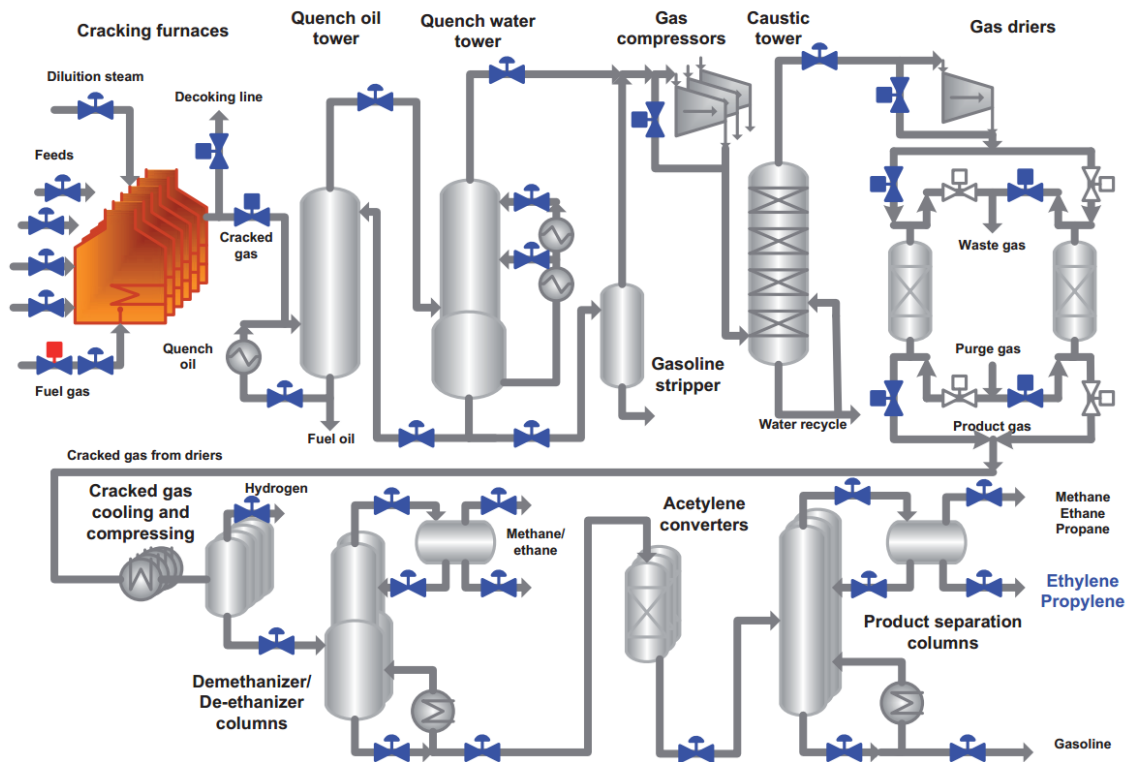 Cracking furnaces
Quench oil
tower
Quench water
tower
Gas
compressors
Caustic
tower
Gas driers
Dilution steam
Decoking line
Feeds
Cracked
gas
Waste gas
Quench
oil
Fuel gas
Gasoline
stripper
Purge gas
Fuel oil
Water recycle
Product gas
Cracked gas from driers
Cracked gas
cooling and
compressing
Hydrogen
Methane/
ethane
Acetylene
converters
Methane
Ethane
Propane
Ethylene
Propylene
Product separation
columns
Demethanizer/
De-ethanizer
columns
Gasoline